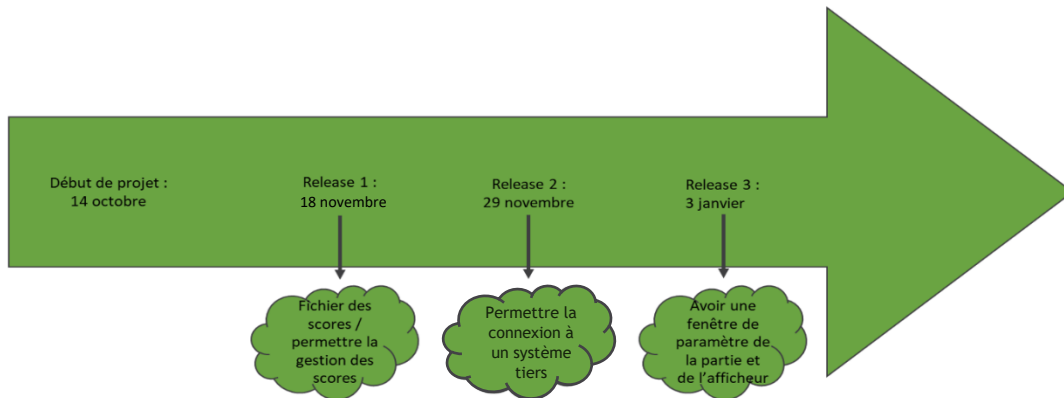 Début de projet :
14 octobre
Release 1 :
18 novembre
Release 2 :
29 novembre
Release 3 :
3 janvier
Fichier des
scores /
permettre la
gestion des
scores
Permettre la
connexion à
un système
tiers
Avoir une
fenêtre de
paramètre de
la partie et
de l'afficheur